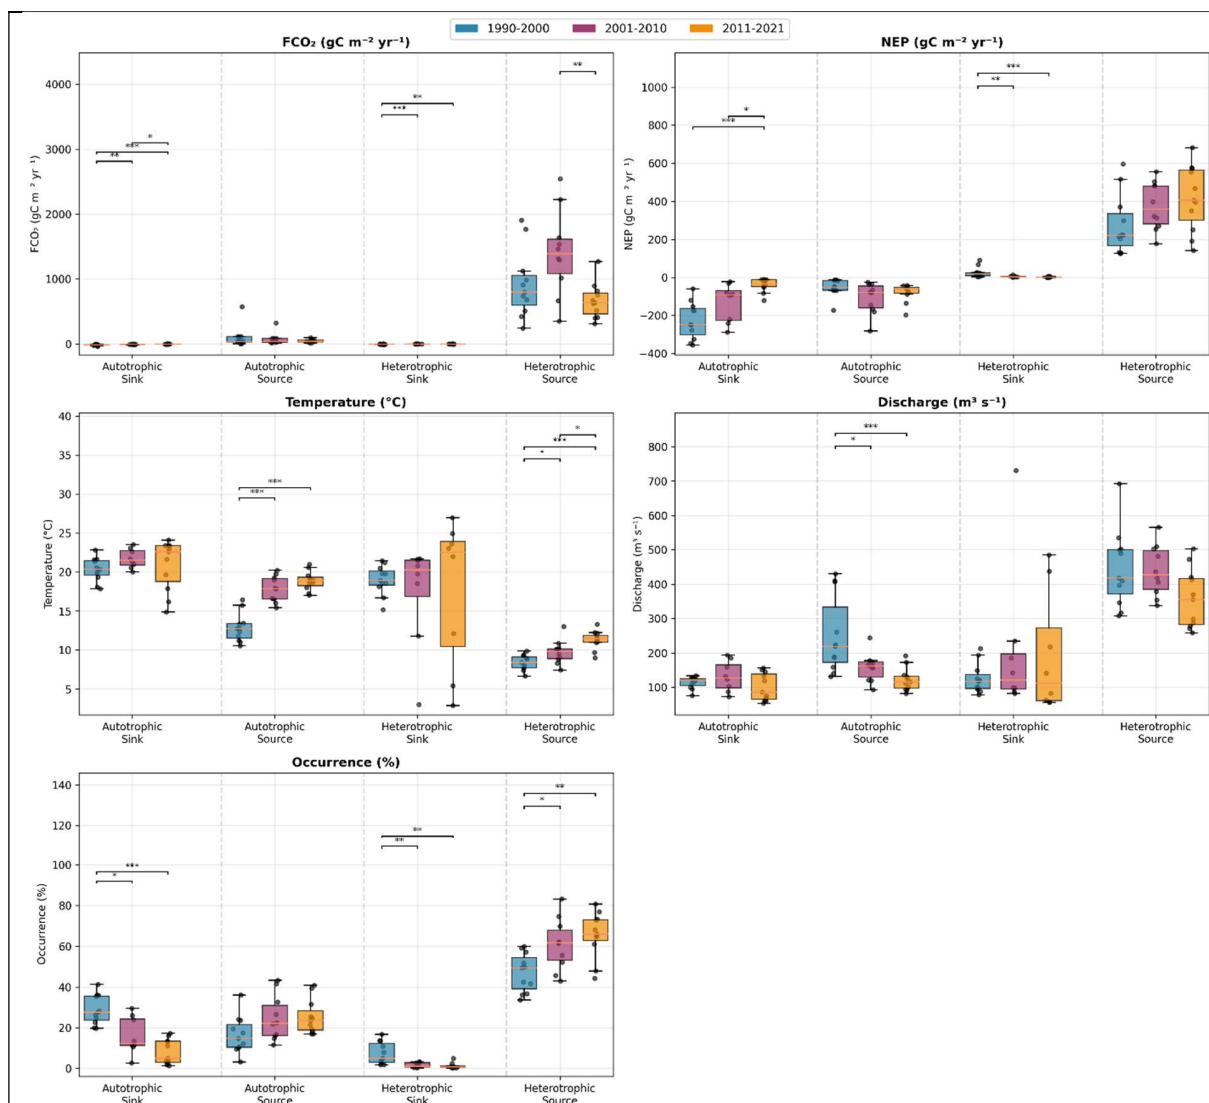 1990-2000 2001-2010 2011-2021
FCO₂ (gC m⁻² yr⁻¹)
FCO₂ (gC m⁻² yr⁻¹)
4000
3000
2000
1000
0
** *** * *** ** **
Autotrophic Sink
Autotrophic Source
Heterotrophic Sink
Heterotrophic Source
NEP (gC m⁻² yr⁻¹)
NEP (gC m⁻² yr⁻¹)
1000
800
600
400
200
0
−200
−400
*** * ** ***
Autotrophic Sink
Autotrophic Source
Heterotrophic Sink
Heterotrophic Source
Temperature (°C)
Temperature (°C)
40
35
30
25
20
15
10
5
*** *** * *** *
Autotrophic Sink
Autotrophic Source
Heterotrophic Sink
Heterotrophic Source
Discharge (m³ s⁻¹)
Discharge (m³ s⁻¹)
800
700
600
500
400
300
200
100
* ***
Autotrophic Sink
Autotrophic Source
Heterotrophic Sink
Heterotrophic Source
Occurrence (%)
Occurrence (%)
140
120
100
80
60
40
20
0
* *** ** ** * **
Autotrophic Sink
Autotrophic Source
Heterotrophic Sink
Heterotrophic Source